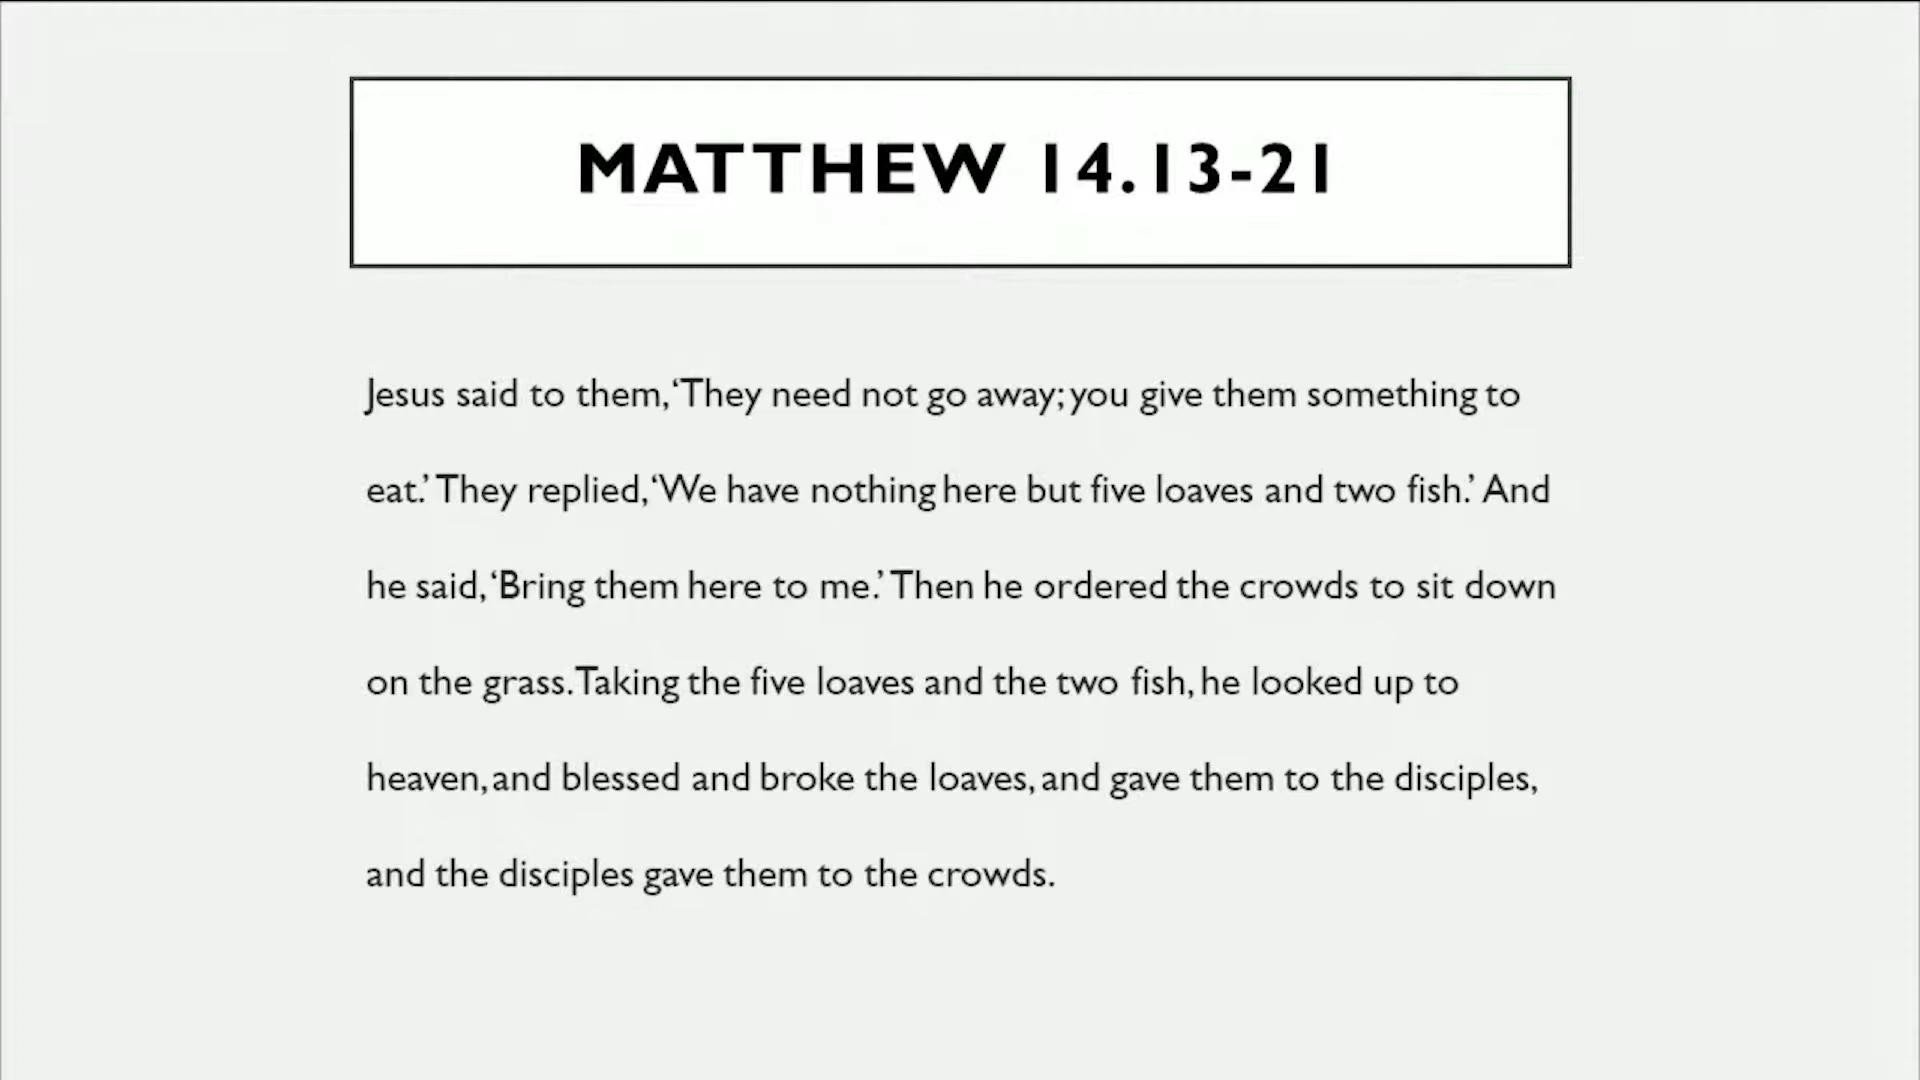 MATTHEW 14.13-21
Jesus said to them, ‘They need not go away; you give them something to
eat.’ They replied, ‘We have nothing here but five loaves and two fish.’ And
he said, ‘Bring them here to me.’ Then he ordered the crowds to sit down
on the grass. Taking the five loaves and the two fish, he looked up to
heaven, and blessed and broke the loaves, and gave them to the disciples,
and the disciples gave them to the crowds.